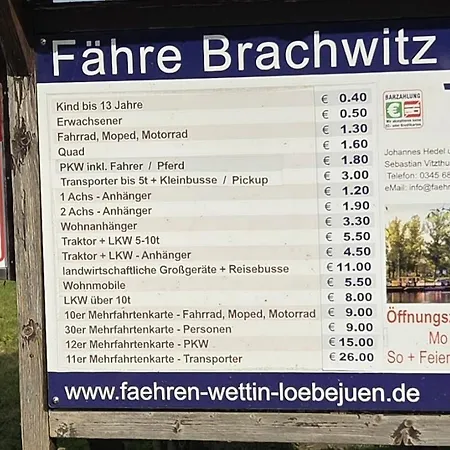 Fähre Brachwitz
Kind bis 13 Jahre € 0.40
Erwachsener € 0.50
Fahrrad, Moped, Motorrad € 1.30
Quad € 1.60
PKW inkl. Fahrer / Pferd € 1.80
Transporter bis 5t + Kleinbusse / Pickup € 3.00
1 Achs - Anhänger € 1.20
2 Achs - Anhänger € 1.90
Wohnanhänger € 3.30
Traktor + LKW 5-10t € 5.50
Traktor + LKW - Anhänger € 4.50
landwirtschaftliche Großgeräte + Reisebusse € 11.00
Wohnmobile € 5.50
LKW über 10t € 8.00
10er Mehrfahrtenkarte - Fahrrad, Moped, Motorrad € 9.00
30er Mehrfahrtenkarte - Personen € 9.00
12er Mehrfahrtenkarte - PKW € 15.00
11er Mehrfahrtenkarte - Transporter € 26.00
BARZAHLUNG
Johannes Hedel u
Sebastian Vitzthu
Telefon: 0345 68
eMail: info@faehr
Öffnungsz
Mo
So + Feier
www.faehren-wettin-loebejuen.de